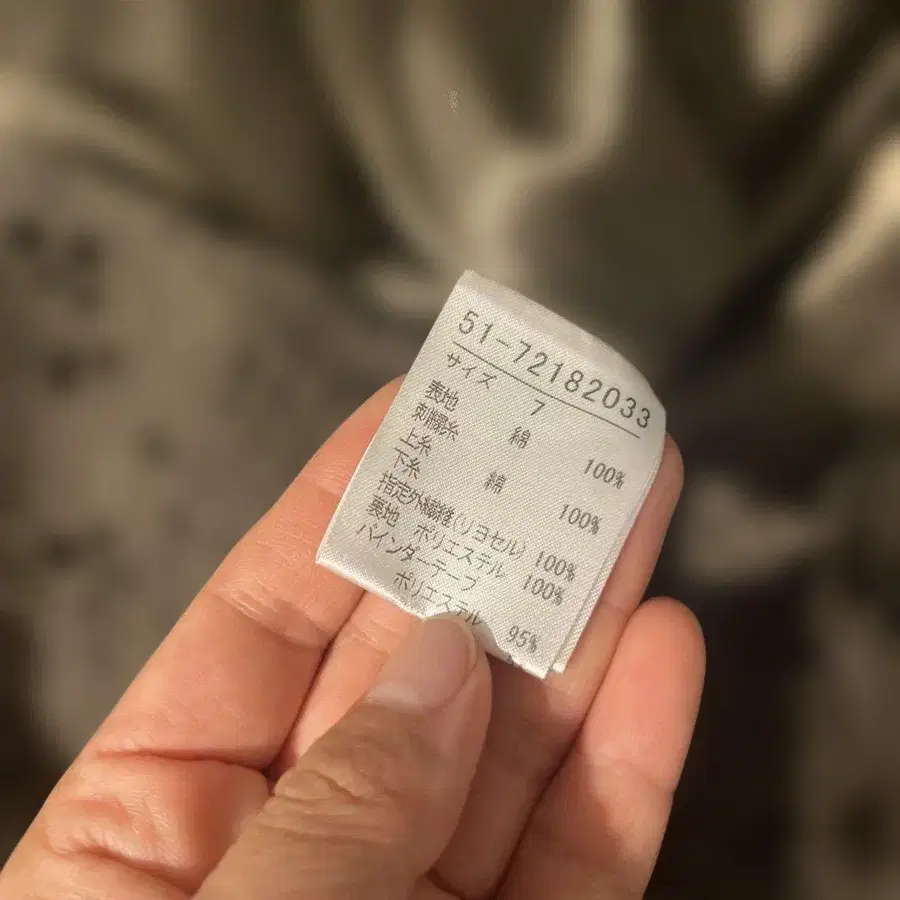 51-72182033
サイズ 7
表地 綿 100%
刺繍糸
上糸 綿 100%
下糸
指定外繊維(リヨセル) 100%
裏地 ポリエステル 100%
バインダーテープ
ポリエステル 95%